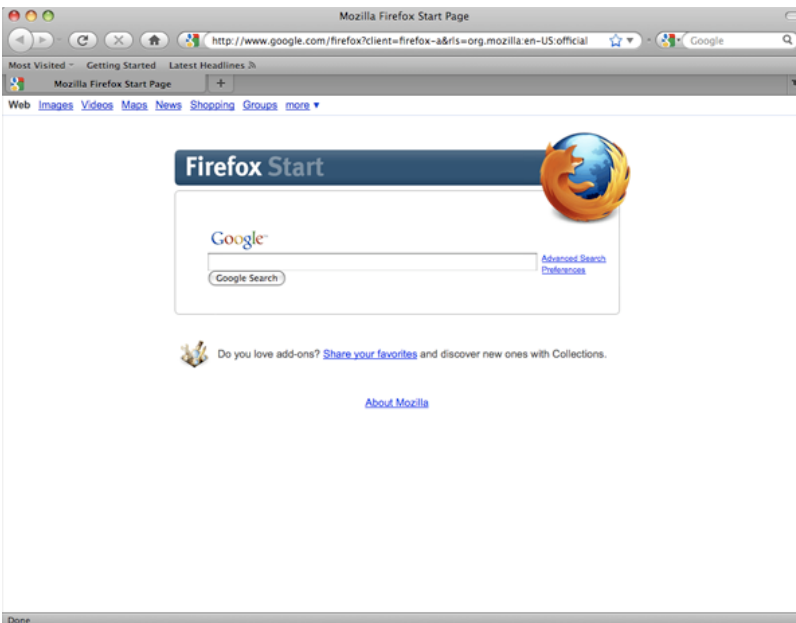 Mozilla Firefox Start Page
http://www.google.com/firefox?client=firefox-a&rls=org.mozilla:en-US:official Google
Most Visited Getting Started Latest Headlines
Mozilla Firefox Start Page +
Web Images Videos Maps News Shopping Groups more ▼
Firefox Start
Google™
Advanced Search
Preferences
Google Search
Do you love add-ons? Share your favorites and discover new ones with Collections.
About Mozilla
Done